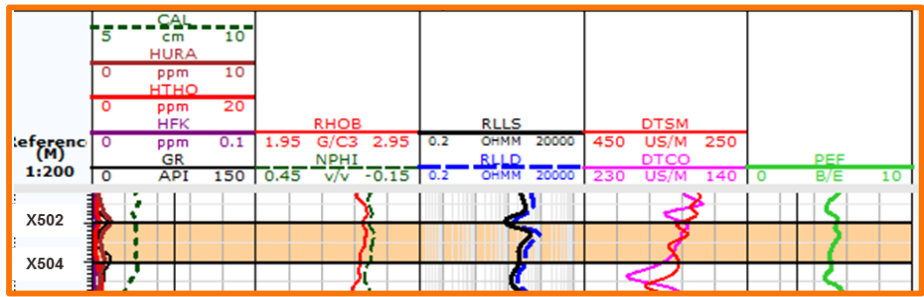 CAL
5 cm 10
HURA
0 ppm 10
HTHO
0 ppm 20
HFK
0 ppm 0.1
GR
0 API 150
Referenc
(M)
1:200
RHOB
1.95 G/C3 2.95
NPHI
0.45 v/v -0.15
RLLS
0.2 OHMM 20000
RLLD
0.2 OHMM 20000
DTSM
450 US/M 250
DTCO
230 US/M 140
PEF
0 B/E 10
X502
X504